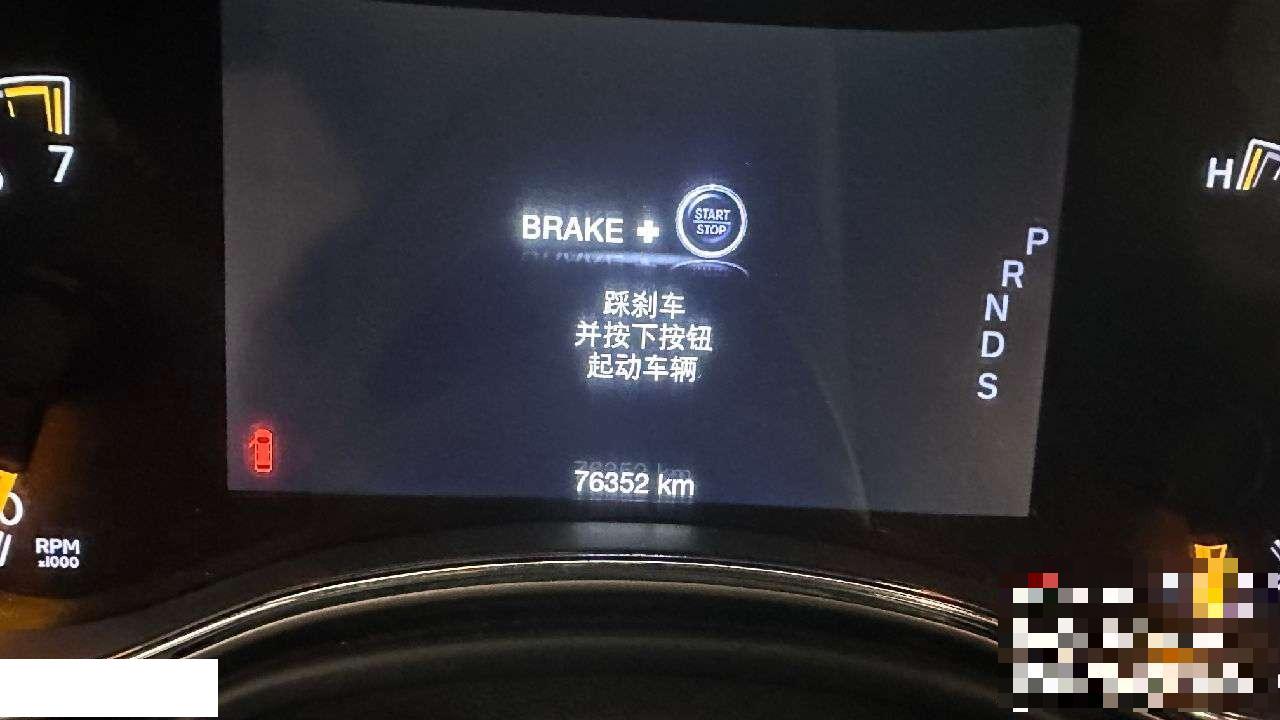 7
H
BRAKE + START STOP
P
R
N
D
S
踩刹车
并按下按钮
起动车辆
76352 km
0
RPM
x1000